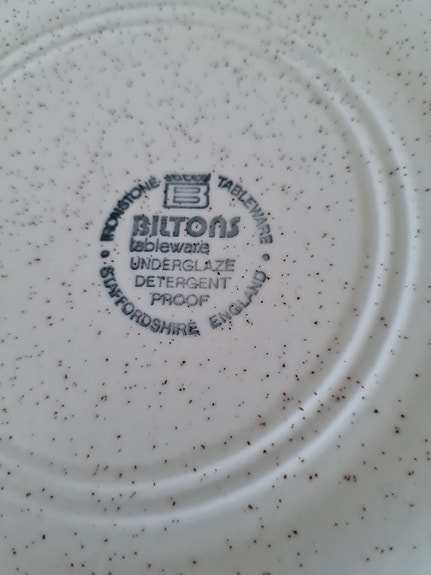 IRONSTONE TABLEWARE
B
BILTONS
tableware
UNDERGLAZE
DETERGENT
PROOF
STAFFORDSHIRE ENGLAND